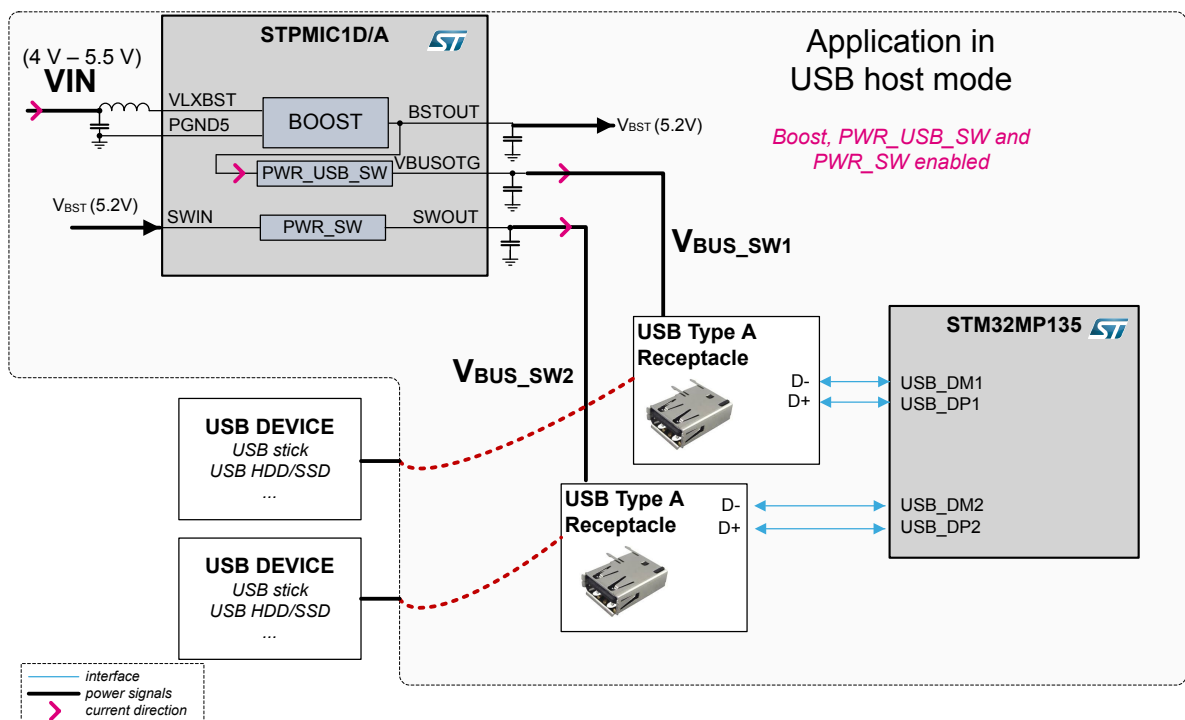 STPMIC1D/A
ST
(4 V – 5.5 V)
VIN
VLXBST
PGND5
BOOST
BSTOUT
VBST (5.2V)
PWR_USB_SW
VBUSOTG
VBST (5.2V)
SWIN
PWR_SW
SWOUT
Application in
USB host mode
Boost, PWR_USB_SW and
PWR_SW enabled
VBUS_SW1
VBUS_SW2
USB Type A
Receptacle
D-
D+
STM32MP135
ST
USB_DM1
USB_DP1
USB_DM2
USB_DP2
USB Type A
Receptacle
D-
D+
USB DEVICE
USB stick
USB HDD/SSD
...
USB DEVICE
USB stick
USB HDD/SSD
...
interface
power signals
current direction